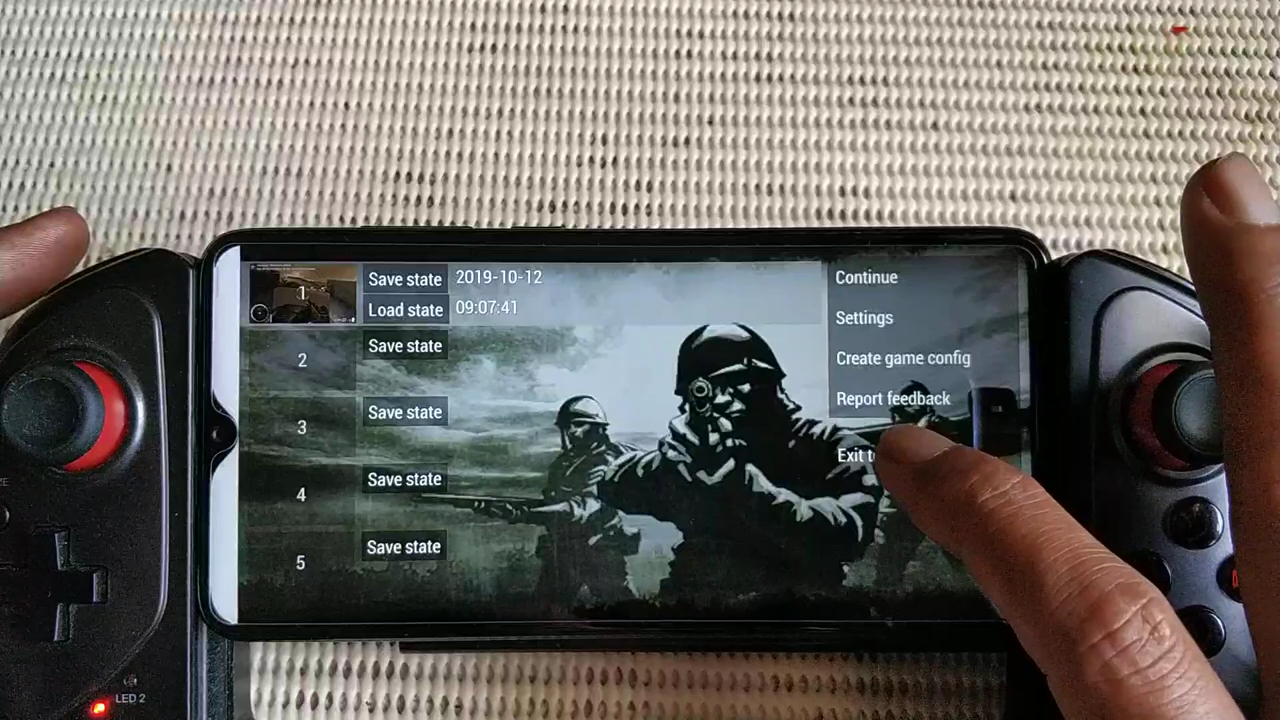 1
Save state
2019-10-12
Load state
09:07:41
2
Save state
3
Save state
4
Save state
5
Save state
Continue
Settings
Create game config
Report feedback
Exit
LED 2